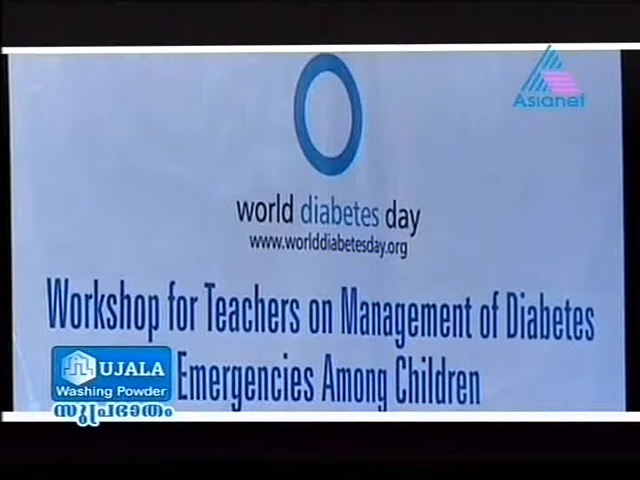 Asianet
world diabetes day
www.worlddiabetesday.org
Workshop for Teachers on Management of Diabetes
Emergencies Among Children
UJALA
Washing Powder
സുപ്രഭാതം